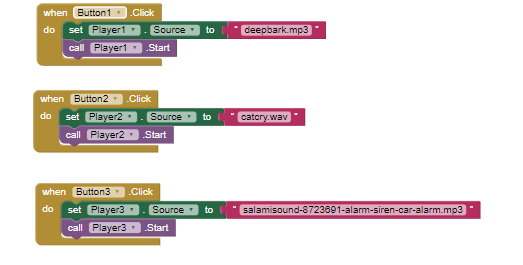 when Button1 .Click
do set Player1 . Source to " deepbark.mp3 "
call Player1 .Start
when Button2 .Click
do set Player2 . Source to " catcry.wav "
call Player2 .Start
when Button3 .Click
do set Player3 . Source to " salamisound-8723691-alarm-siren-car-alarm.mp3 "
call Player3 .Start